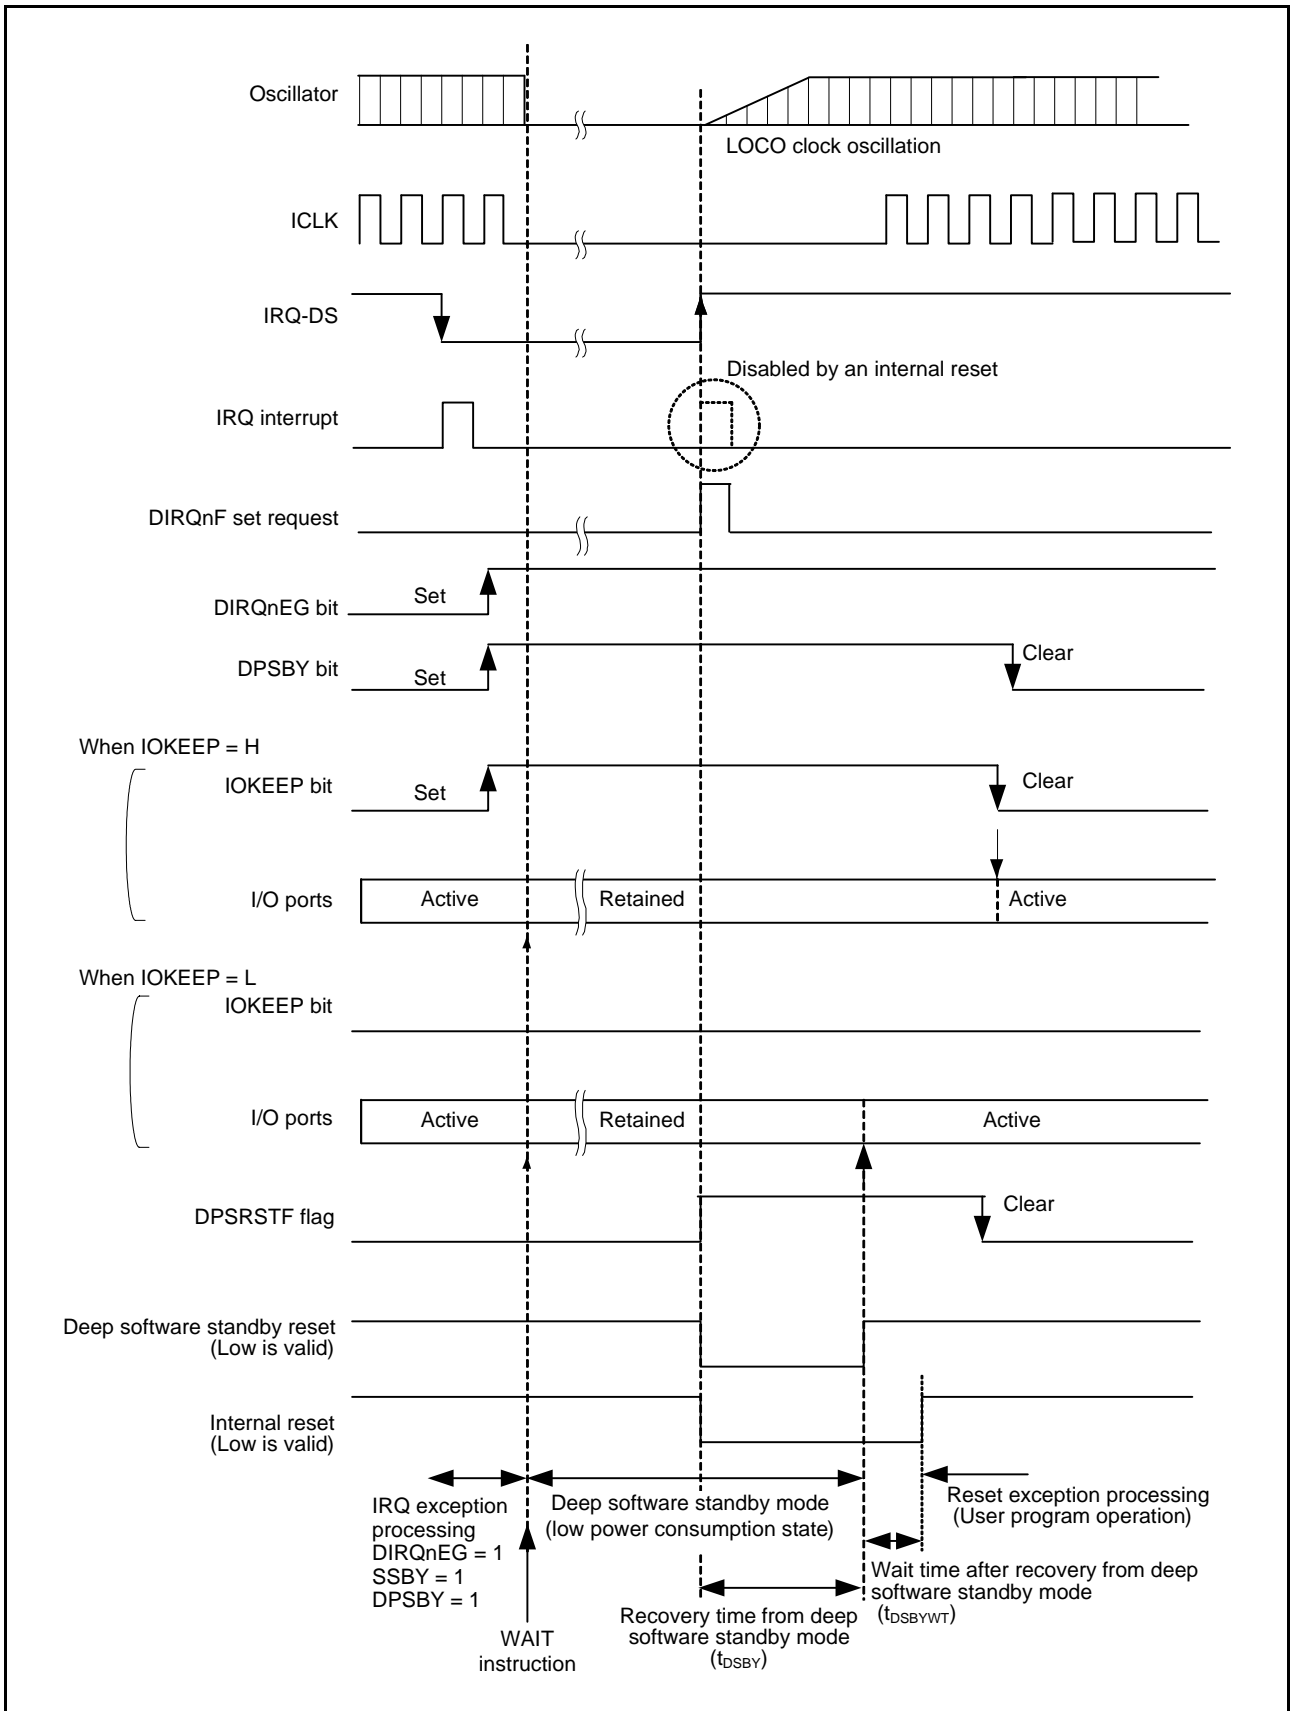 Oscillator
LOCO clock oscillation
ICLK
IRQ-DS
Disabled by an internal reset
IRQ interrupt
DIRQnF set request
Set
DIRQnEG bit
DPSBY bit
Set
Clear
When IOKEEP = H
IOKEEP bit
Set
Clear
I/O ports
Active
Retained
Active
When IOKEEP = L
IOKEEP bit
I/O ports
Active
Retained
Active
DPSRSTF flag
Clear
Deep software standby reset
(Low is valid)
Internal reset
(Low is valid)
IRQ exception
processing
DIRQnEG = 1
SSBY = 1
DPSBY = 1
Deep software standby mode
(low power consumption state)
Reset exception processing
(User program operation)
Wait time after recovery from deep
software standby mode
(tDSBYWT)
Recovery time from deep
software standby mode
(tDSBY)
WAIT
instruction